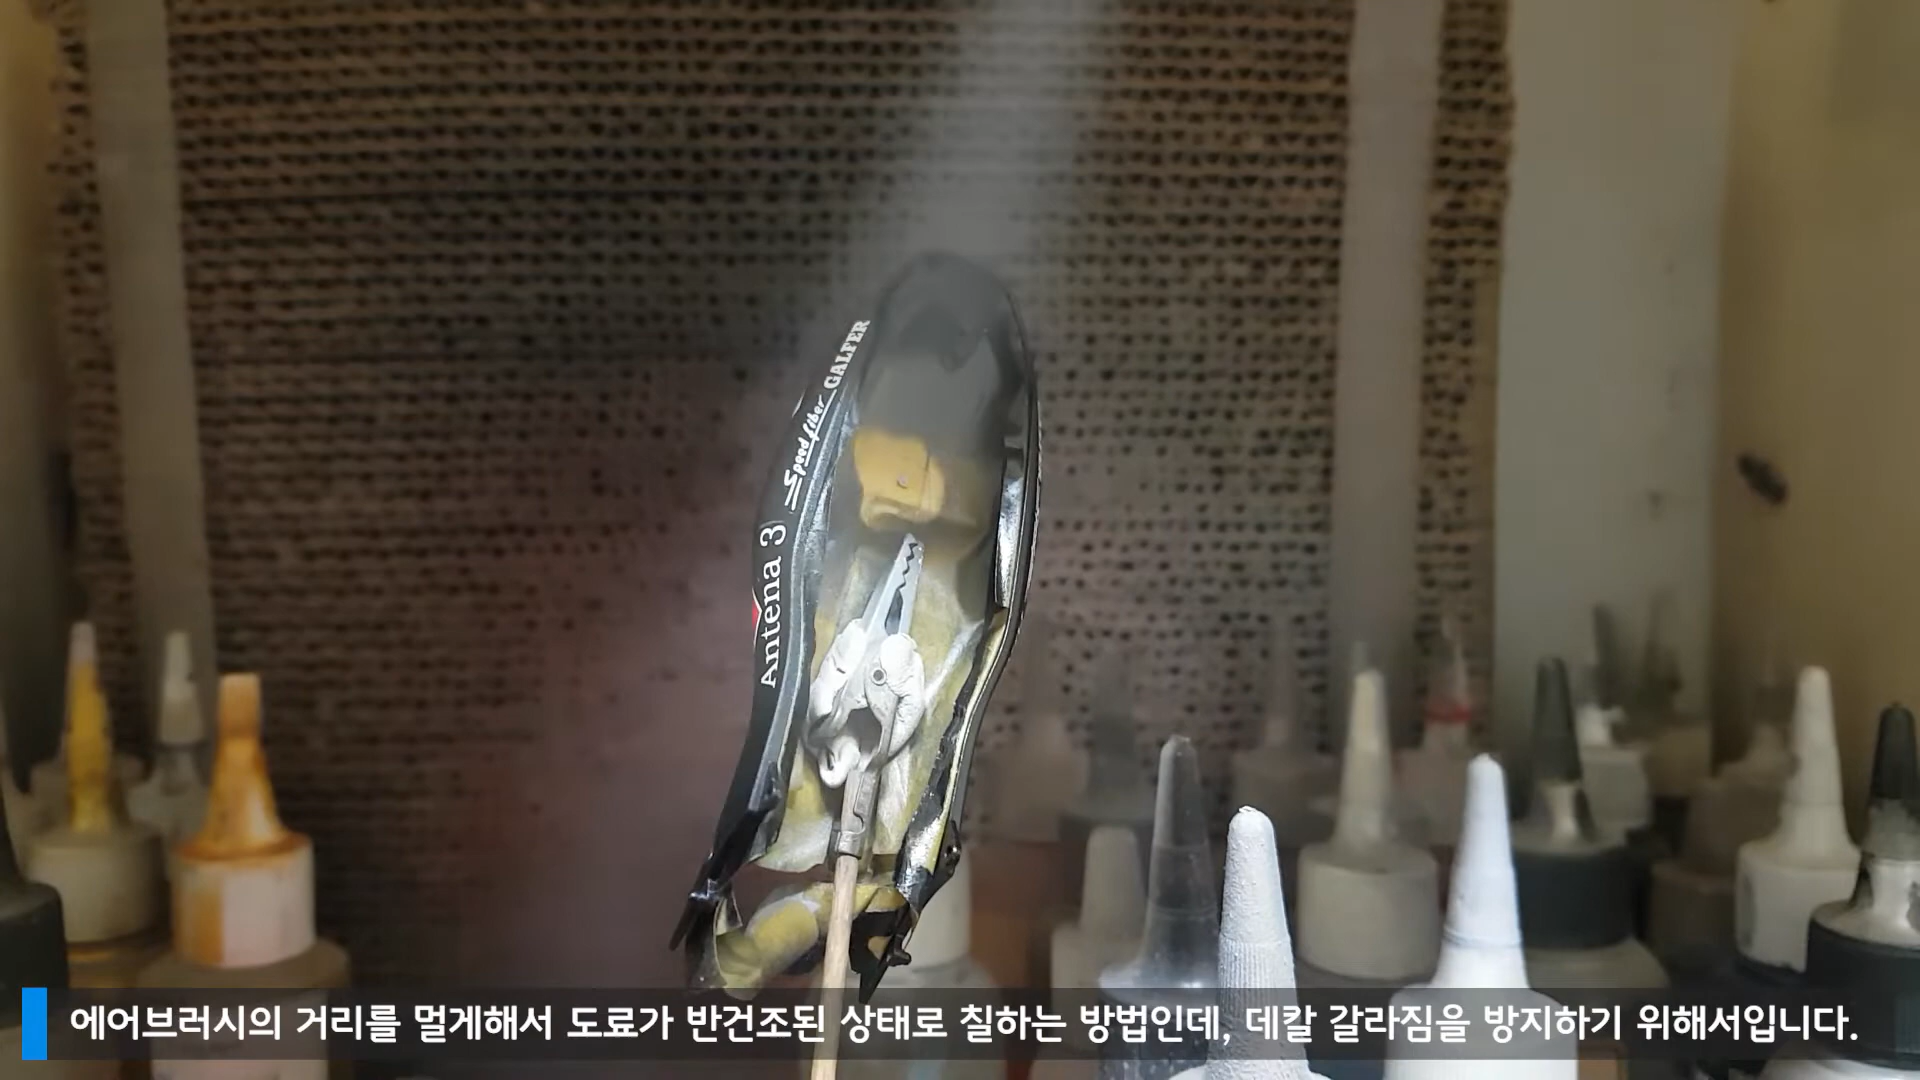 GALFER
Speedfiber
Antena 3
에어브러시의 거리를 멀게해서 도료가 반건조된 상태로 칠하는 방법인데, 데칼 갈라짐을 방지하기 위해서입니다.